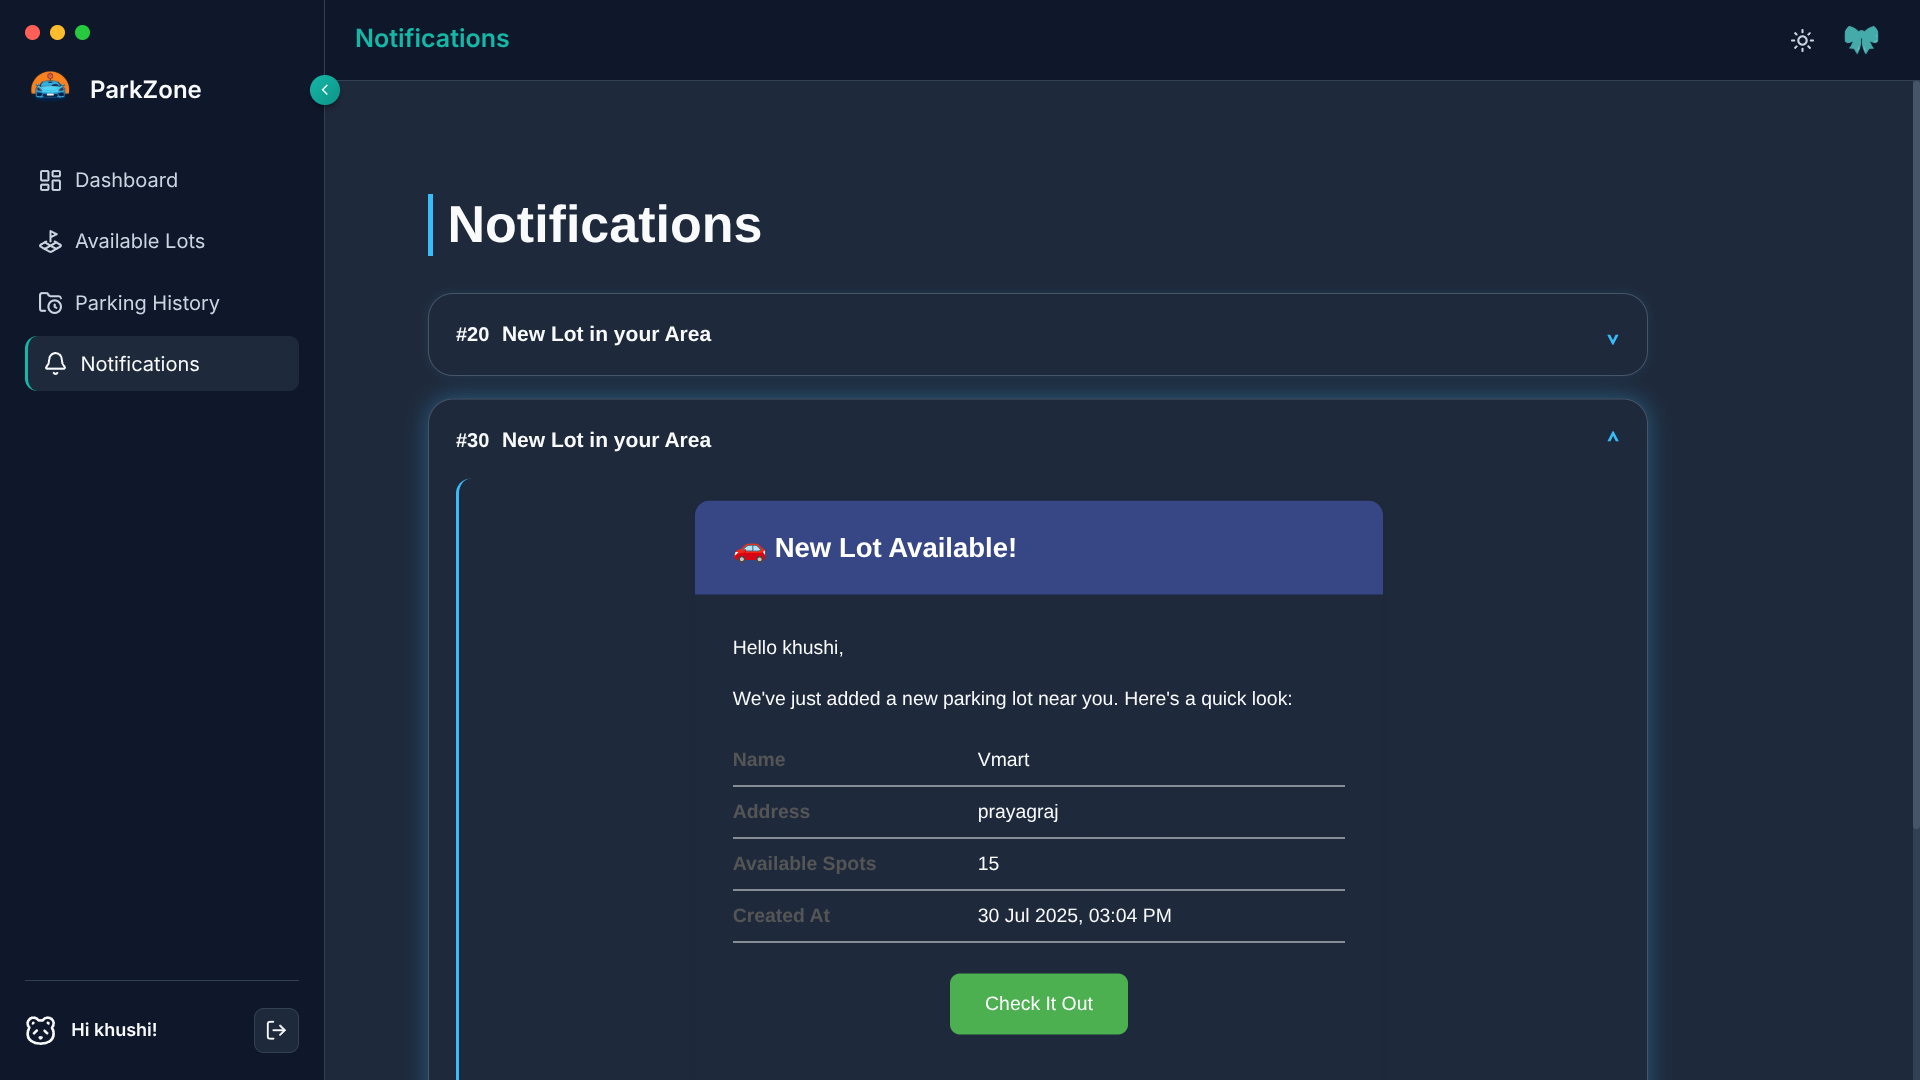 ParkZone
Dashboard
Available Lots
Parking History
Notifications
Hi khushi!
Notifications
Notifications
#20 New Lot in your Area
#30 New Lot in your Area
New Lot Available!
Hello khushi,
We've just added a new parking lot near you. Here's a quick look:
Name Vmart
Address prayagraj
Available Spots 15
Created At 30 Jul 2025, 03:04 PM
Check It Out